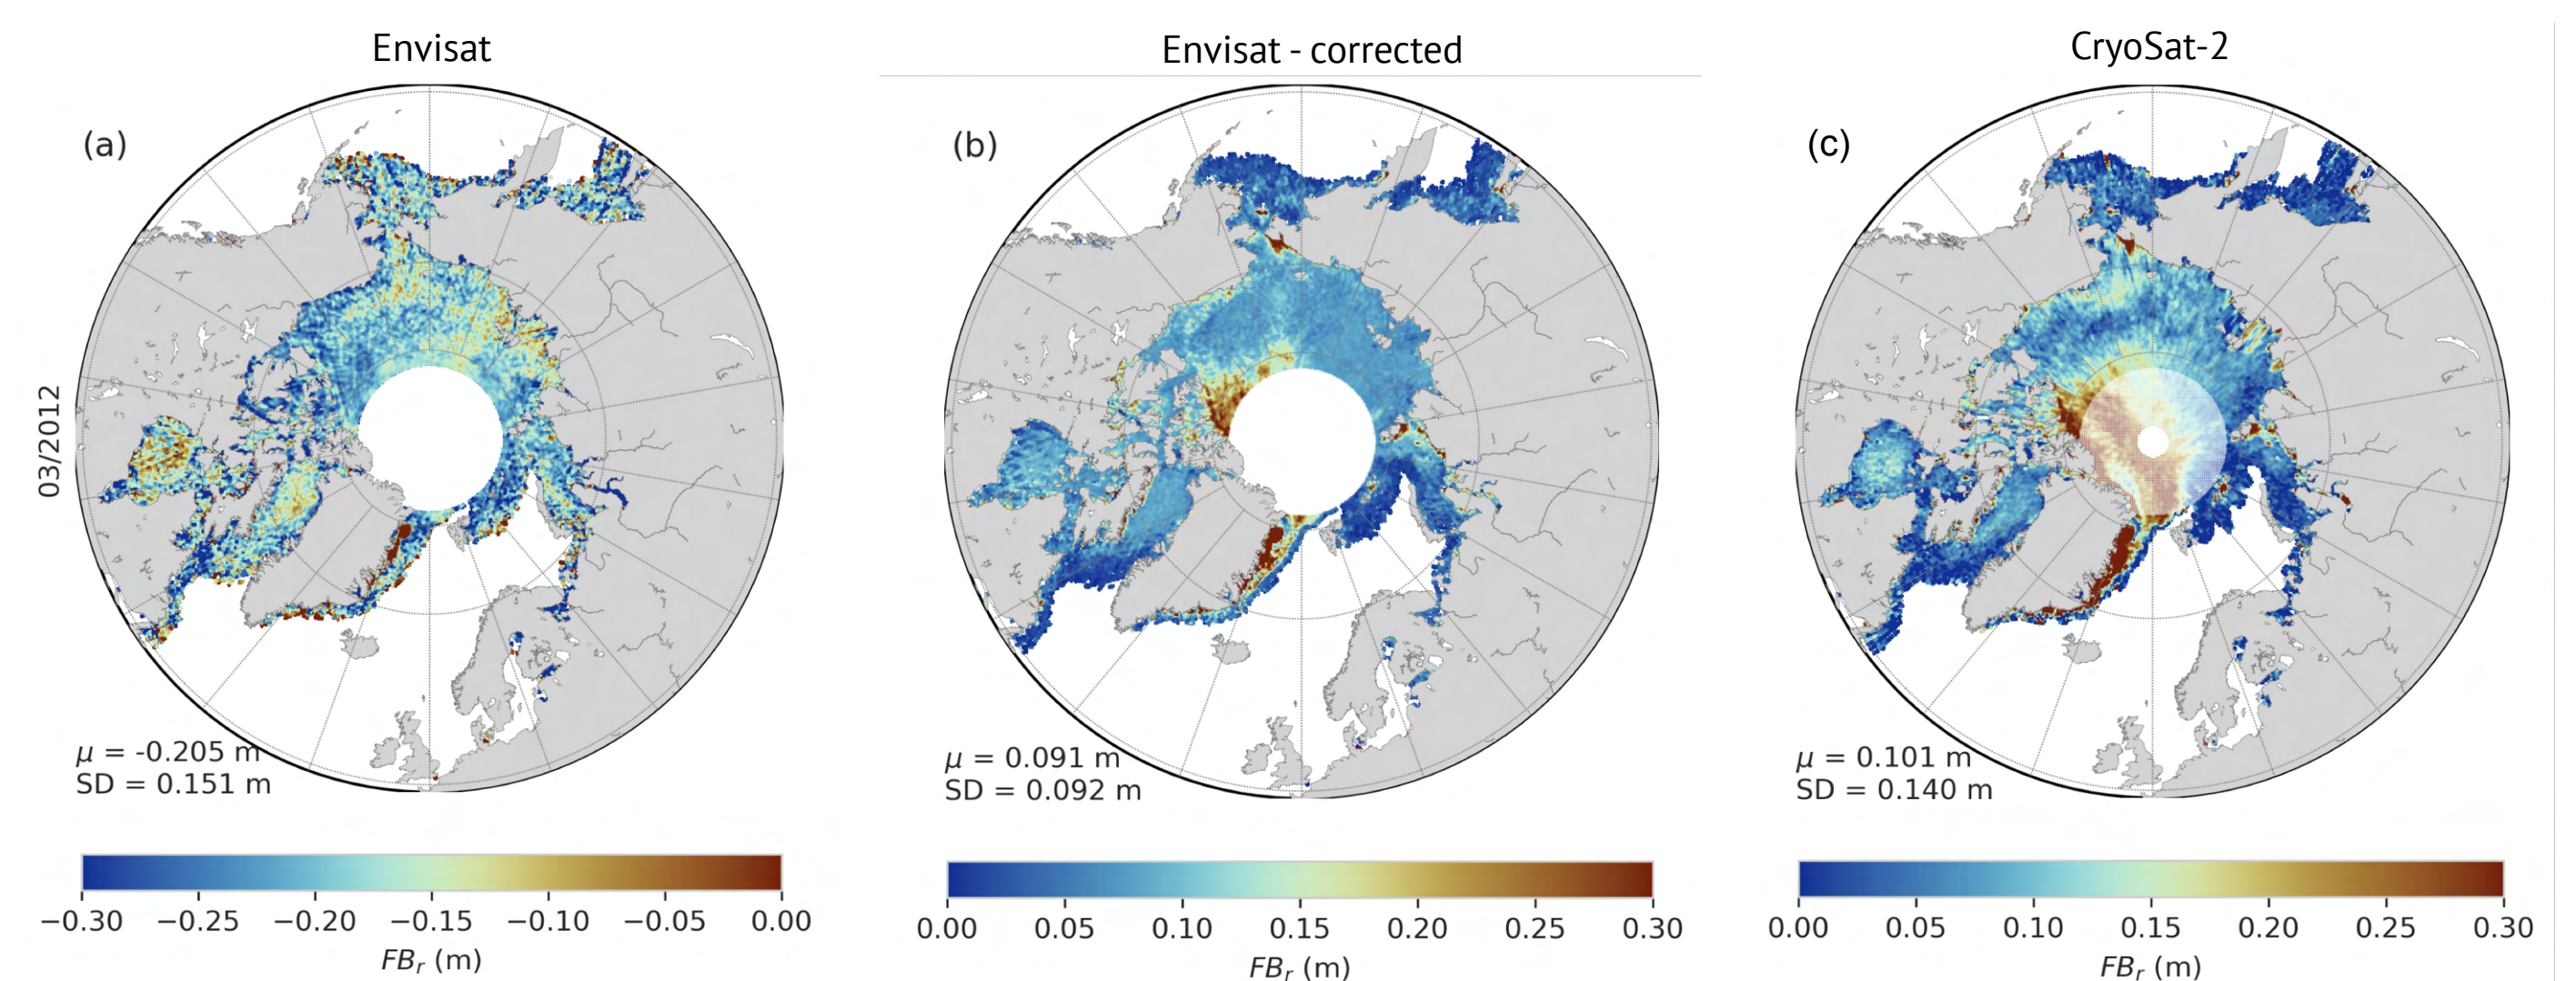 Envisat
Envisat - corrected
CryoSat-2
(a)
(b)
(c)
03/2012
μ = -0.205 m
SD = 0.151 m
μ = 0.091 m
SD = 0.092 m
μ = 0.101 m
SD = 0.140 m
−0.30 −0.25 −0.20 −0.15 −0.10 −0.05 0.00
FBr (m)
0.00 0.05 0.10 0.15 0.20 0.25 0.30
FBr (m)
0.00 0.05 0.10 0.15 0.20 0.25 0.30
FBr (m)